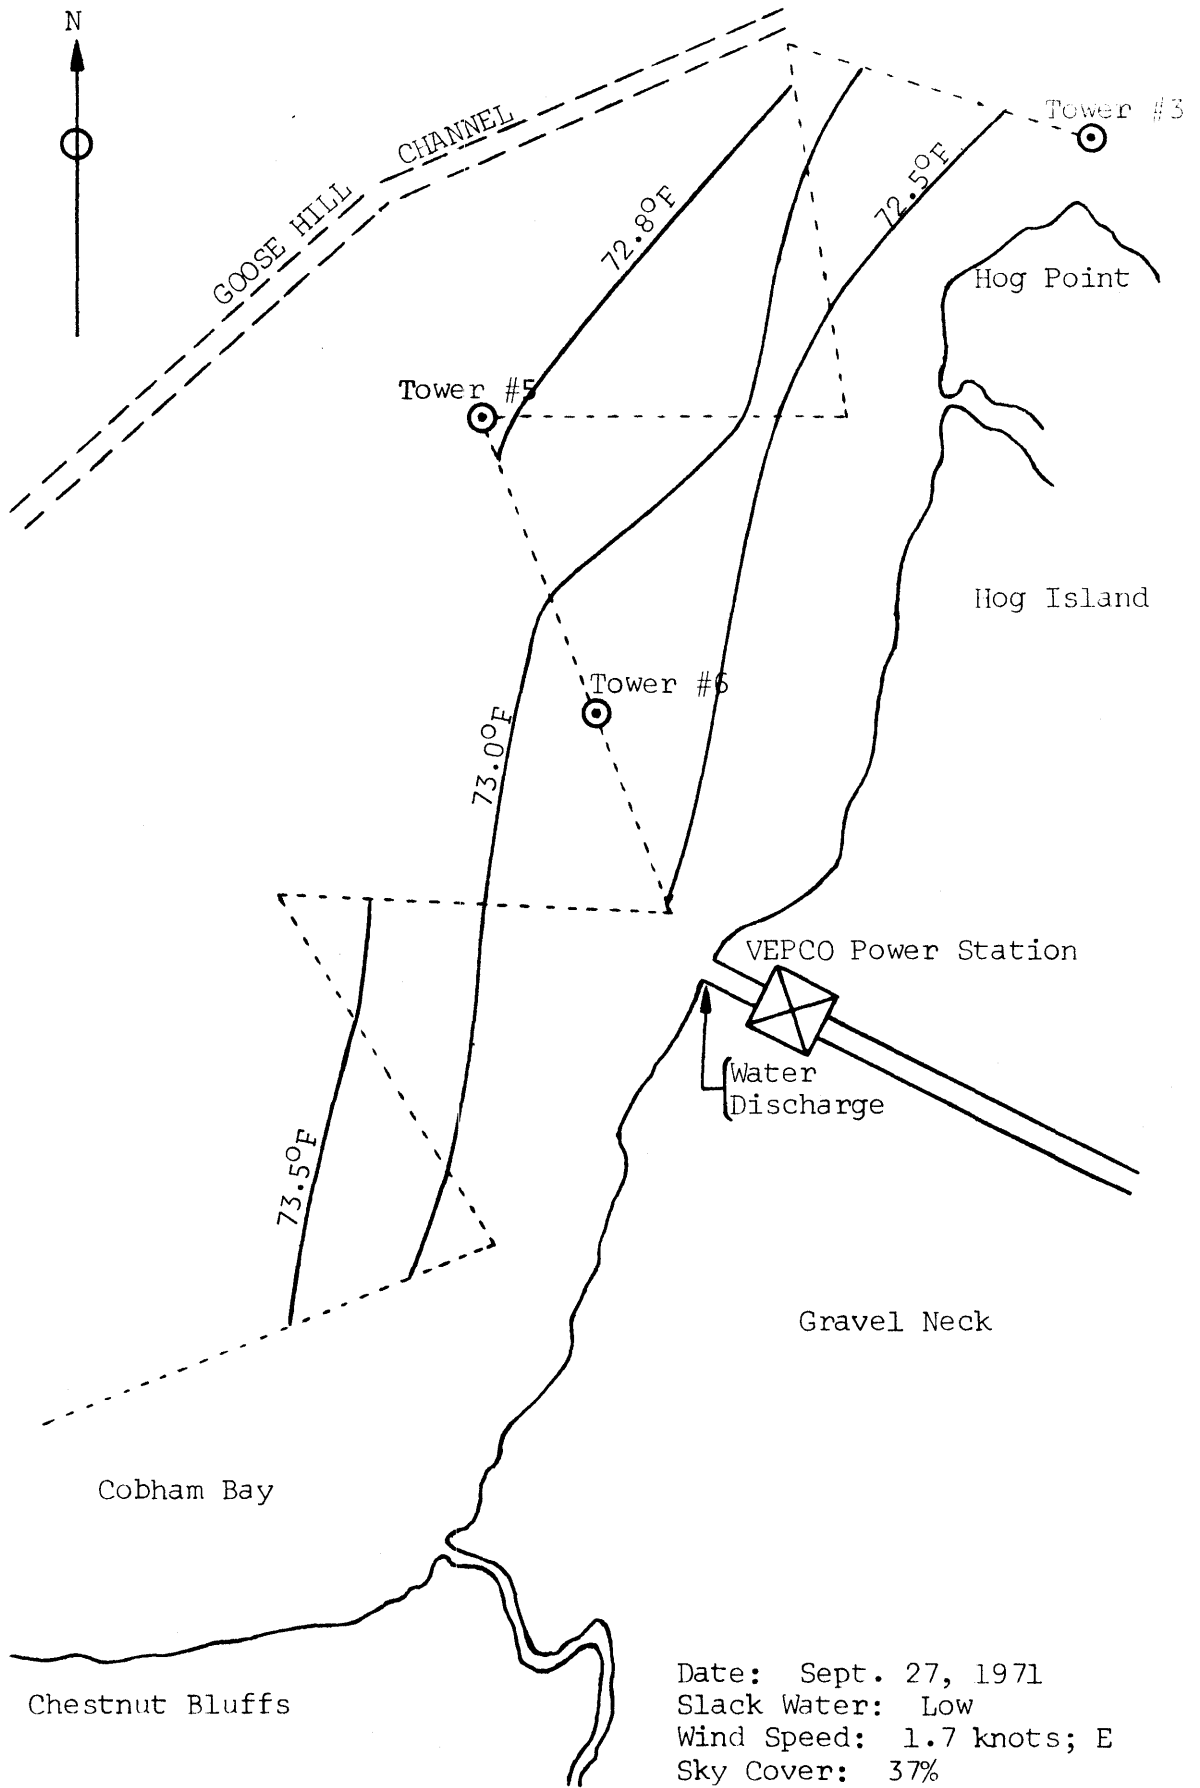 N
Tower #3
CHANNEL
GOOSE HILL
72.8°F
72.5°F
Hog Point
Tower #5
Hog Island
Tower #6
73.0°F
VEPCO Power Station
Water
Discharge
73.5°F
Gravel Neck
Cobham Bay
Chestnut Bluffs
Date: Sept. 27, 1971
Slack Water: Low
Wind Speed: 1.7 knots; E
Sky Cover: 37%